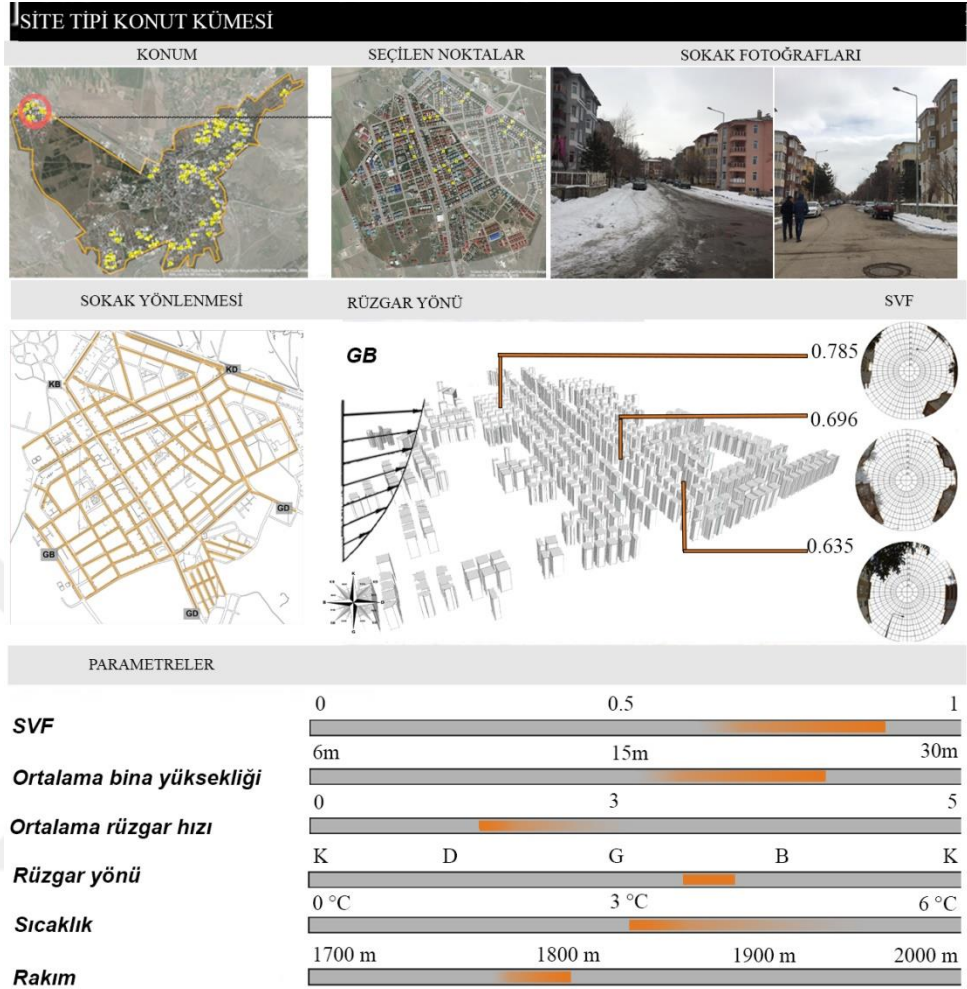 SİTE TİPİ KONUT KÜMESİ
KONUM SEÇİLEN NOKTALAR SOKAK FOTOĞRAFLARI
SOKAK YÖNLENMESİ RÜZGAR YÖNÜ SVF
GB
KB
KD
GD
GB
GD
0.785
0.696
0.635
PARAMETRELER
0 0.5 1
SVF
6m 15m 30m
Ortalama bina yüksekliği
0 3 5
Ortalama rüzgar hızı
K D G B K
Rüzgar yönü
0 °C 3 °C 6 °C
Sıcaklık
1700 m 1800 m 1900 m 2000 m
Rakım